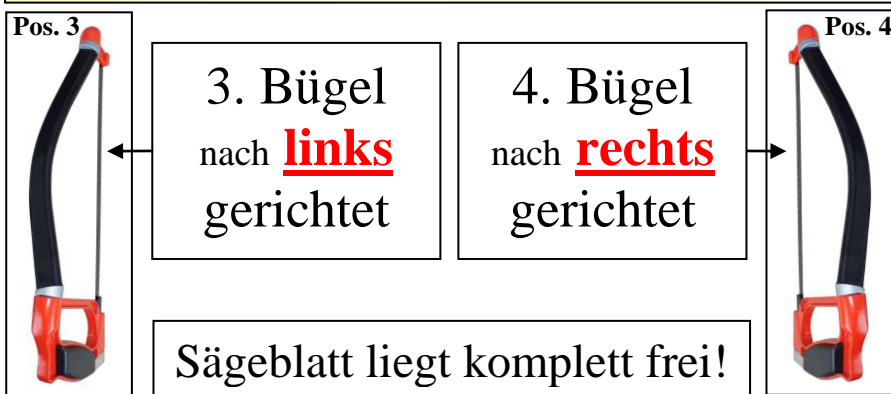 Pos. 3
3. Bügel
nach links
gerichtet
4. Bügel
nach rechts
gerichtet
Pos. 4
Sägeblatt liegt komplett frei!